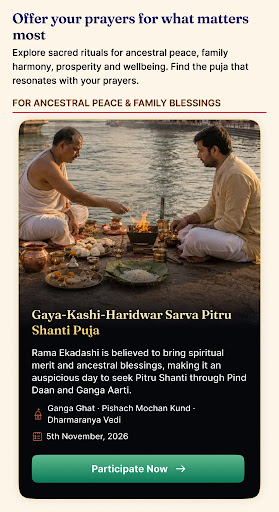 Offer your prayers for what matters
most
Explore sacred rituals for ancestral peace, family
harmony, prosperity and wellbeing. Find the puja that
resonates with your prayers.
FOR ANCESTRAL PEACE & FAMILY BLESSINGS
Gaya-Kashi-Haridwar Sarva Pitru
Shanti Puja
Rama Ekadashi is believed to bring spiritual
merit and ancestral blessings, making it an
auspicious day to seek Pitru Shanti through Pind
Daan and Ganga Aarti.
Ganga Ghat · Pishach Mochan Kund ·
Dharmaranya Vedi
5th November, 2026
Participate Now →